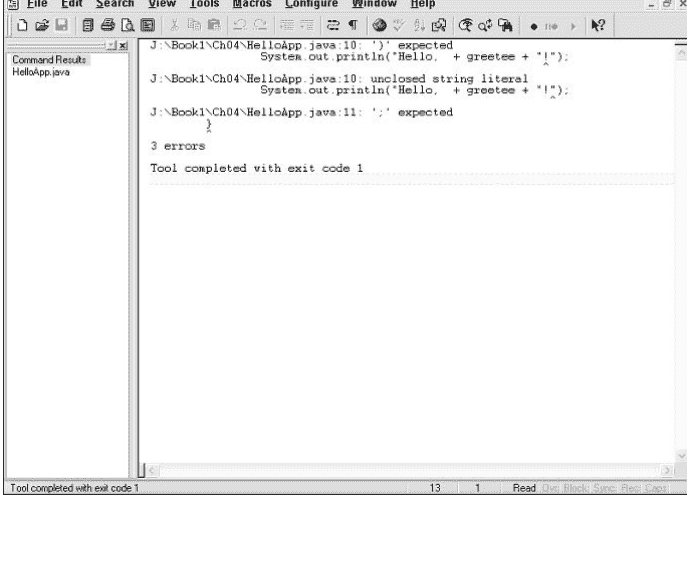 File Edit Search View Tools Macros Configure Window Help
Command Results
HelloApp.java
J:\Book1\Ch04\HelloApp.java:10: ')' expected
System.out.println("Hello, + greetee + "!");
J:\Book1\Ch04\HelloApp.java:10: unclosed string literal
System.out.println("Hello, + greetee + "!");
J:\Book1\Ch04\HelloApp.java:11: ';' expected
}
^
3 errors
Tool completed with exit code 1
Tool completed with exit code 1 13 1 Read Ovr Block Sync Rec Caps